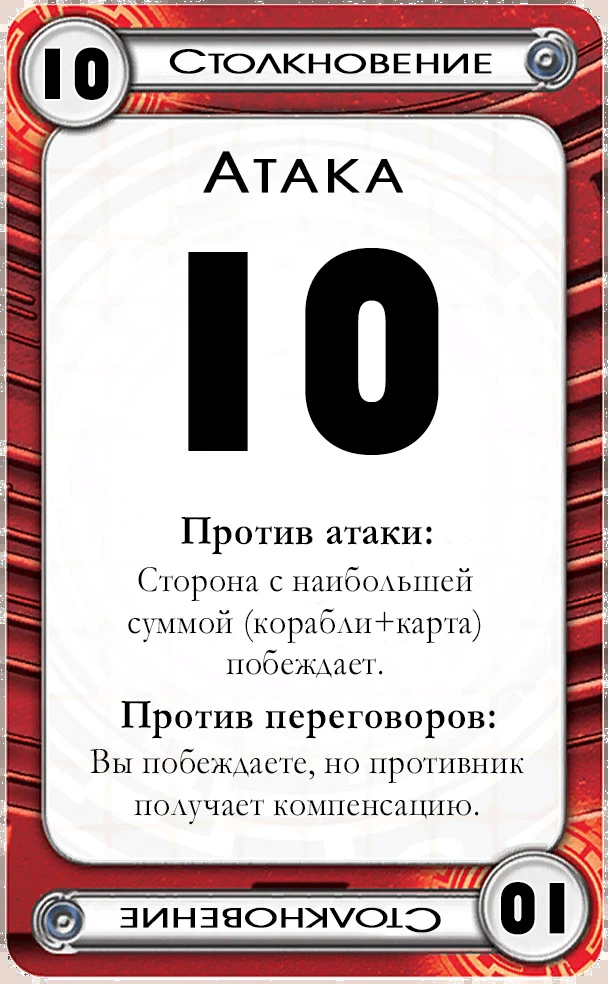 10 Столкновение
Атака
10
Против атаки:
Сторона с наибольшей
суммой (корабли+карта)
побеждает.
Против переговоров:
Вы побеждаете, но противник
получает компенсацию.
Столкновение 10